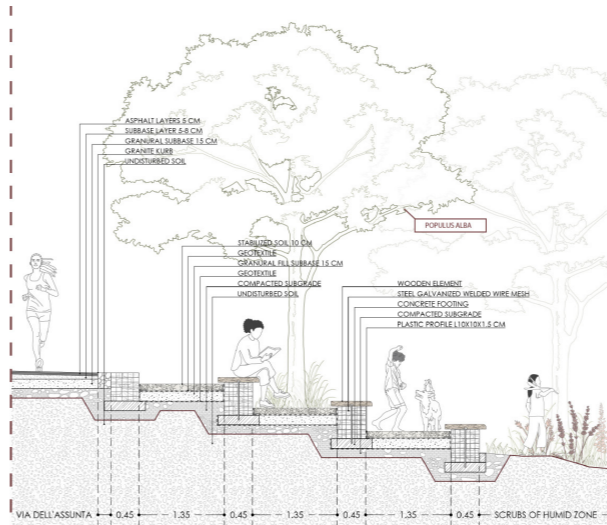 ASPHALT LAYERS 5 CM
SUBBASE LAYER 5-8 CM
GRANURAL SUBBASE 15 CM
GRANITE KURB
UNDISTURBED SOIL
POPULUS ALBA
STABILIZED SOIL 10 CM
GEOTEXTILE
GRANURAL FILL SUBBASE 15 CM
GEOTEXTILE
COMPACTED SUBGRADE
UNDISTURBED SOIL
WOODEN ELEMENT
STEEL GALVANIZED WELDED WIRE MESH
CONCRETE FOOTING
COMPACTED SUBGRADE
PLASTIC PROFILE L10X10X1,5 CM
VIA DELL'ASSUNTA 0.45 1.35 0.45 1.35 0.45 1.35 0.45 SCRUBS OF HUMID ZONE